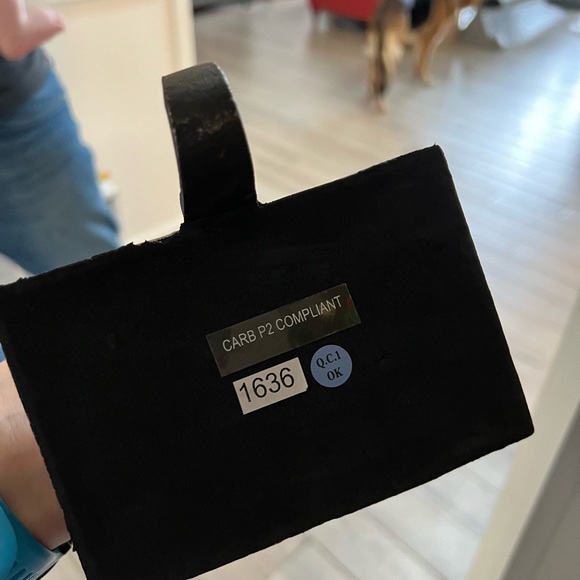 CARB P2 COMPLIANT
1636
Q.C.1
OK